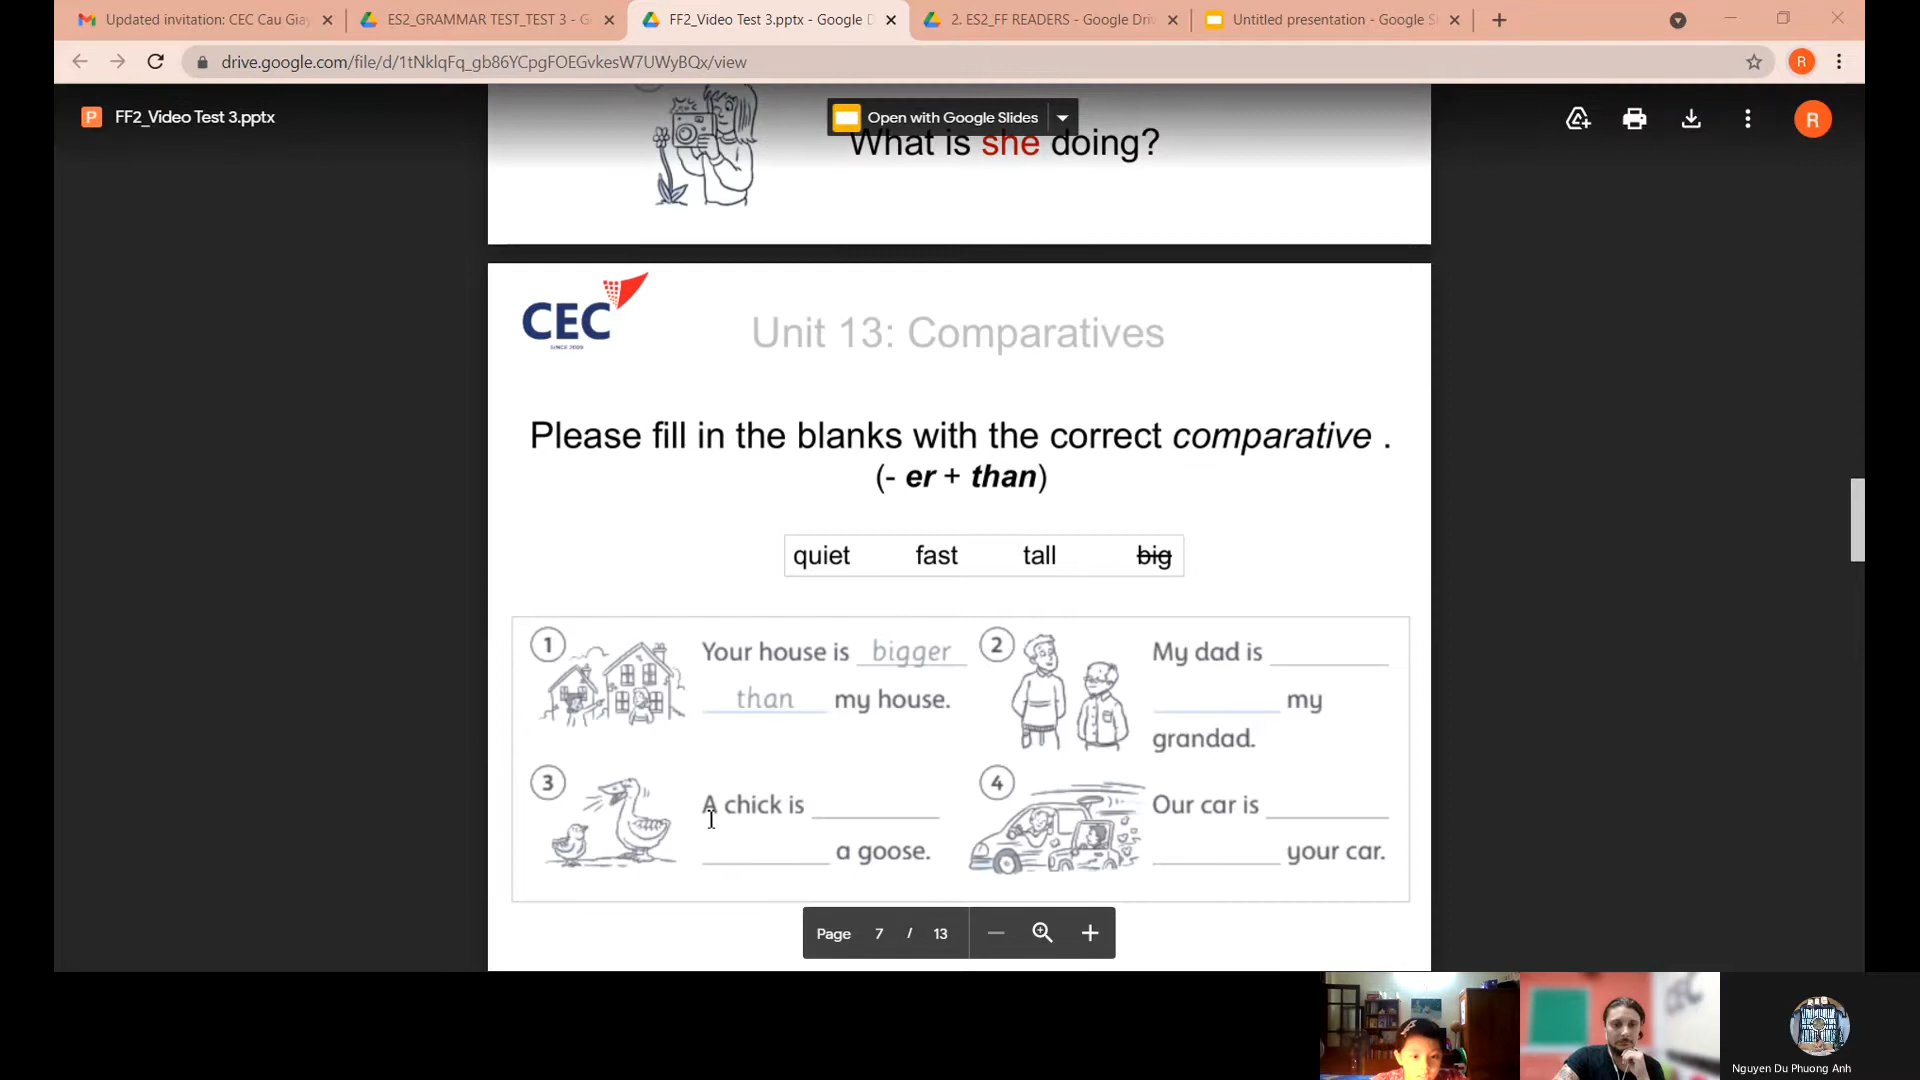 Updated invitation: CEC Cau Giay
ES2_GRAMMAR TEST_TEST 3 - G
FF2_Video Test 3.pptx - Google D
2. ES2_FF READERS - Google Driv
Untitled presentation - Google S
drive.google.com/file/d/1tNklqFq_gb86YCpgFOEGvkesW7UWyBQx/view
R
P FF2_Video Test 3.pptx
Open with Google Slides
R
What is she doing?
CEC
SINCE 2009
Unit 13: Comparatives
Please fill in the blanks with the correct comparative .
(- er + than)
quiet fast tall big
1 Your house is bigger
than my house.
2 My dad is
my
grandad.
3 A chick is
a goose.
4 Our car is
your car.
Page 7 / 13
CEC
Nguyen Du Phuong Anh